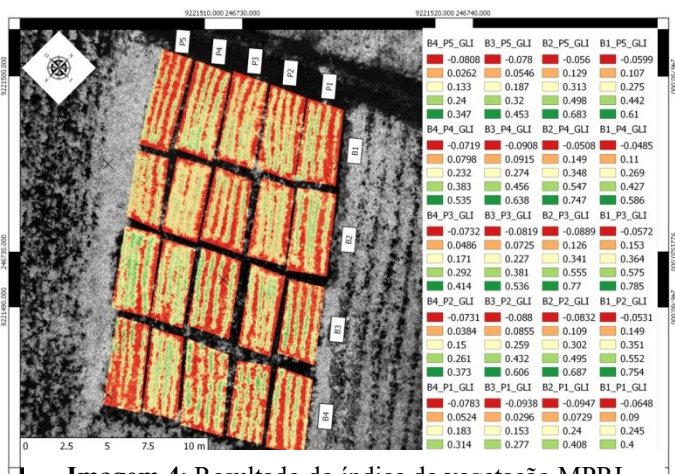 9221510.000 246730.000
9221520.000 246740.000
9221500.000
246730.000
9221490.000
P5
P4
P3
P2
P1
B1
B2
B3
B4
0 2.5 5 7.5 10 m
B4_P5_GLI B3_P5_GLI B2_P5_GLI B1_P5_GLI
-0.0808 -0.078 -0.056 -0.0599
0.0262 0.0546 0.129 0.107
0.133 0.187 0.313 0.275
0.24 0.32 0.498 0.442
0.347 0.453 0.683 0.61
B4_P4_GLI B3_P4_GLI B2_P4_GLI B1_P4_GLI
-0.0719 -0.0908 -0.0508 -0.0485
0.0798 0.0915 0.149 0.11
0.232 0.274 0.348 0.269
0.383 0.456 0.547 0.427
0.535 0.638 0.747 0.586
B4_P3_GLI B3_P3_GLI B2_P3_GLI B1_P3_GLI
-0.0732 -0.0819 -0.0889 -0.0572
0.0486 0.0725 0.126 0.153
0.171 0.227 0.341 0.364
0.292 0.381 0.555 0.575
0.414 0.536 0.77 0.785
B4_P2_GLI B3_P2_GLI B2_P2_GLI B1_P2_GLI
-0.0731 -0.088 -0.0832 -0.0531
0.0384 0.0855 0.109 0.149
0.15 0.259 0.302 0.351
0.261 0.432 0.495 0.552
0.373 0.606 0.687 0.754
B4_P1_GLI B3_P1_GLI B2_P1_GLI B1_P1_GLI
-0.0783 -0.0938 -0.0947 -0.0648
0.0524 0.0296 0.0729 0.09
0.183 0.153 0.24 0.245
0.314 0.277 0.408 0.4
Imagem 4: Resultado do índice de vegetação MPRI